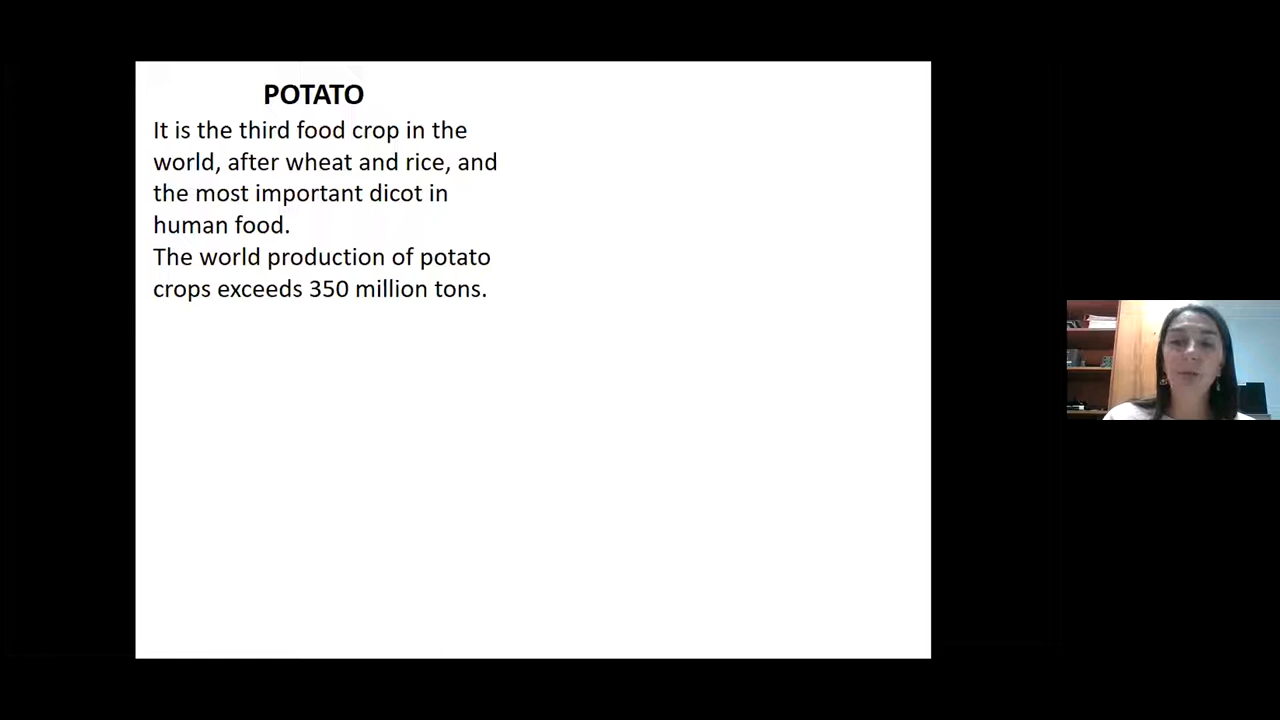 POTATO
It is the third food crop in the
world, after wheat and rice, and
the most important dicot in
human food.
The world production of potato
crops exceeds 350 million tons.